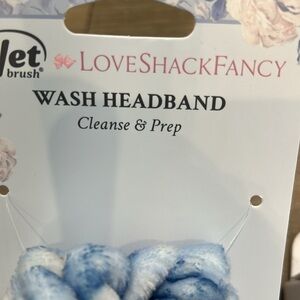 brush®
LOVESHACKFANCY
WASH HEADBAND
Cleanse & Prep